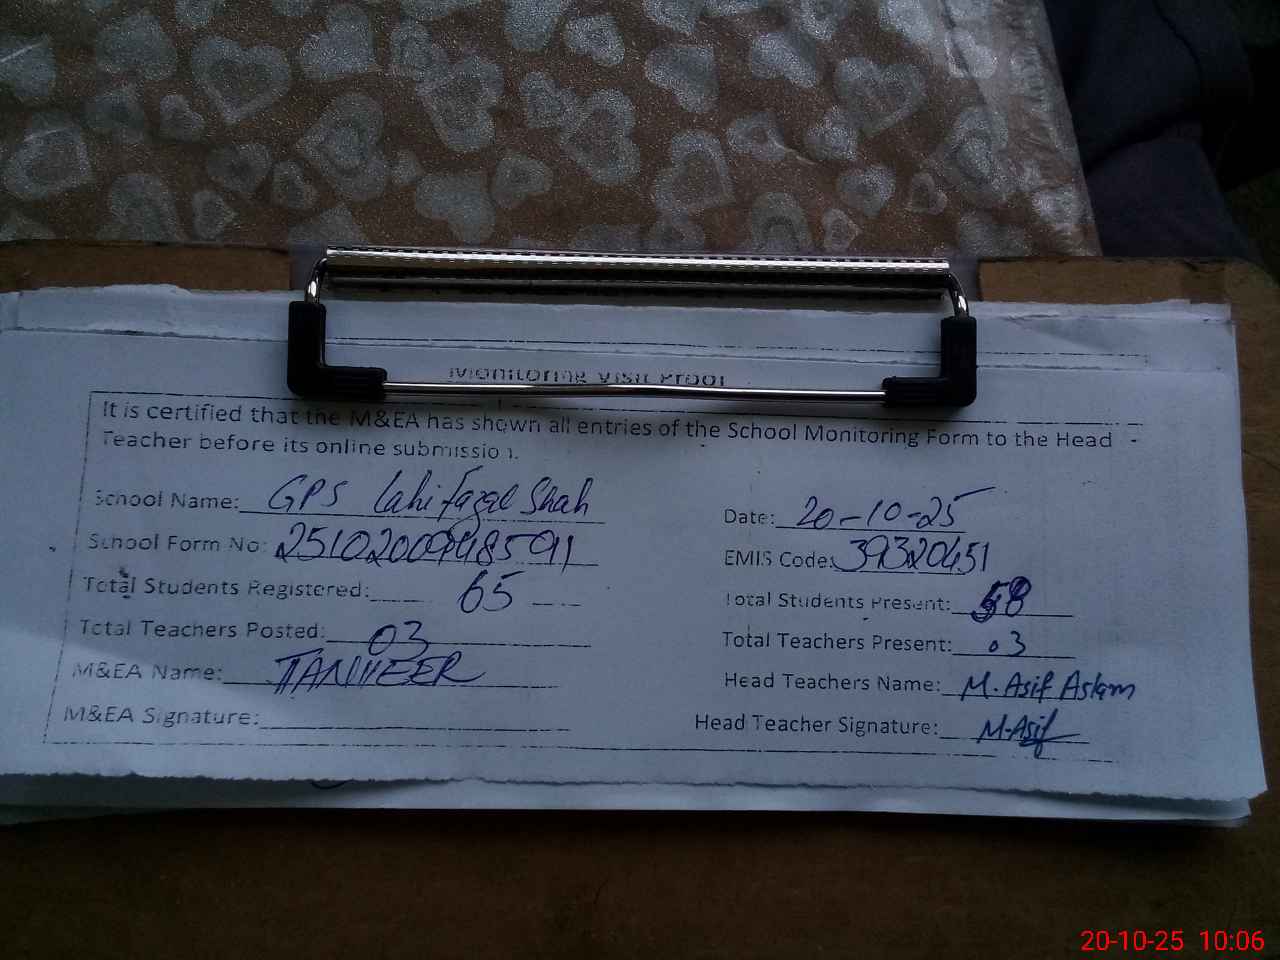 Monitoring Visit Proof
It is certified that the M&EA has shown all entries of the School Monitoring Form to the Head
Teacher before its online submission.
School Name: GPS Lahi Fazal Shah
Date: 20-10-25
School Form No: 25102009485911
EMIS Code: 39320451
Total Students Registered: 65
Total Students Present: 58
Total Teachers Posted: 03
Total Teachers Present: 03
M&EA Name: TANVEER
Head Teachers Name: M. Asif Aslam
M&EA Signature:
Head Teacher Signature: M-Asif
20-10-25 10:06